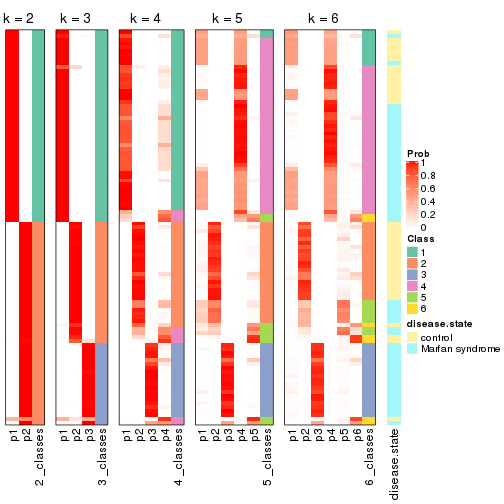 k = 2 k = 3 k = 4 k = 5 k = 6
Prob
1
0.8
0.6
0.4
0.2
0
Class
1
2
3
4
5
6
disease.state
control
Marfan syndrome
p1 p2 2_classes p1 p2 p3 3_classes p1 p2 p3 p4 4_classes p1 p2 p3 p4 p5 5_classes p1 p2 p3 p4 p5 p6 6_classes disease.state